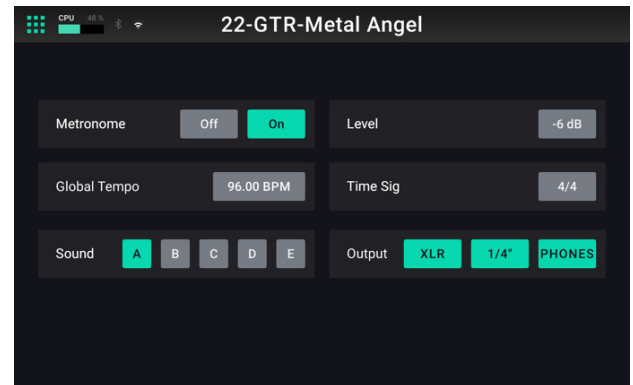 CPU 48 %
22-GTR-Metal Angel
Metronome Off On
Level -6 dB
Global Tempo 96.00 BPM
Time Sig 4/4
Sound A B C D E
Output XLR 1/4" PHONES